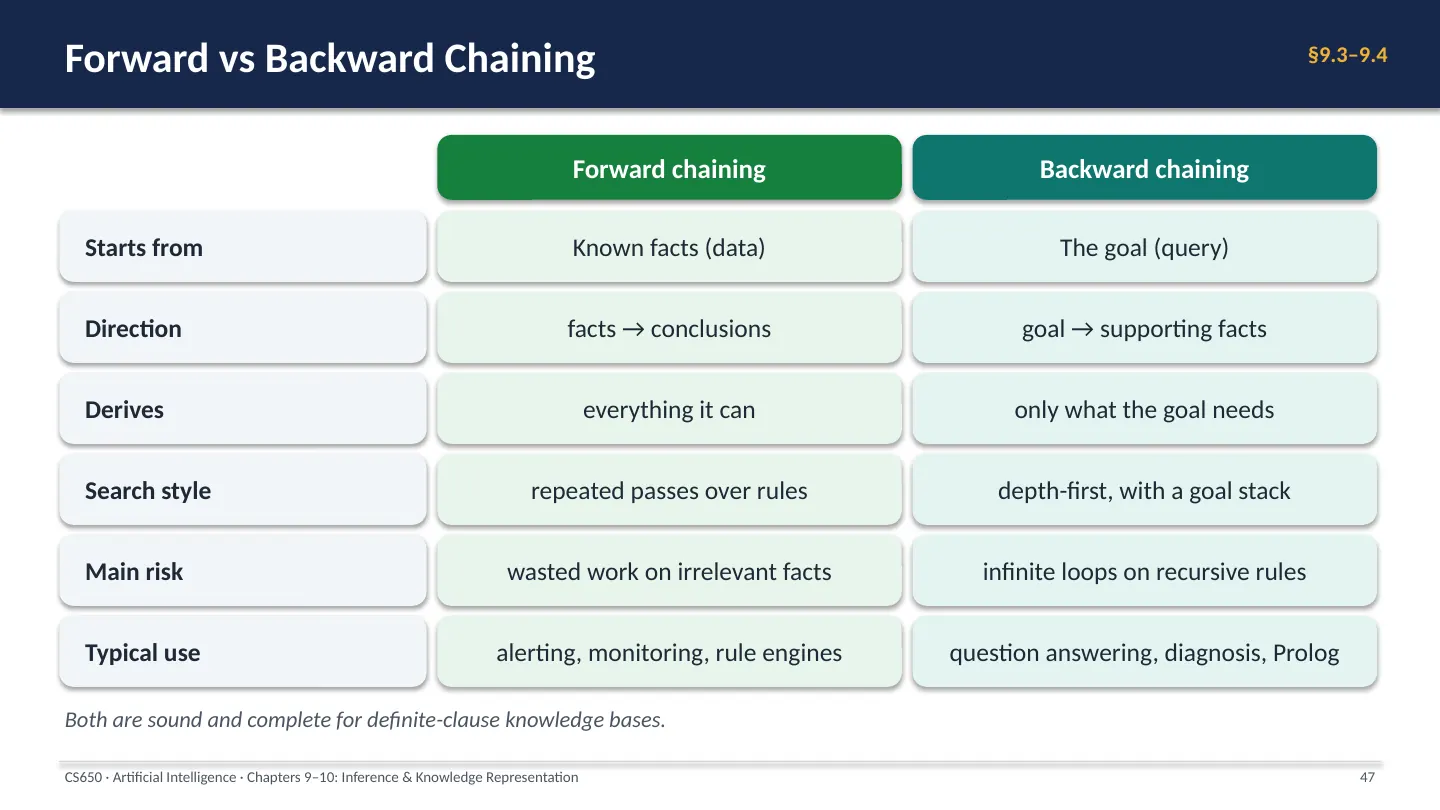 Forward vs Backward Chaining
§9.3–9.4
Forward chaining
Backward chaining
Starts from
Known facts (data)
The goal (query)
Direction
facts → conclusions
goal → supporting facts
Derives
everything it can
only what the goal needs
Search style
repeated passes over rules
depth-first, with a goal stack
Main risk
wasted work on irrelevant facts
infinite loops on recursive rules
Typical use
alerting, monitoring, rule engines
question answering, diagnosis, Prolog
Both are sound and complete for definite-clause knowledge bases.
CS650 · Artificial Intelligence · Chapters 9–10: Inference & Knowledge Representation
47